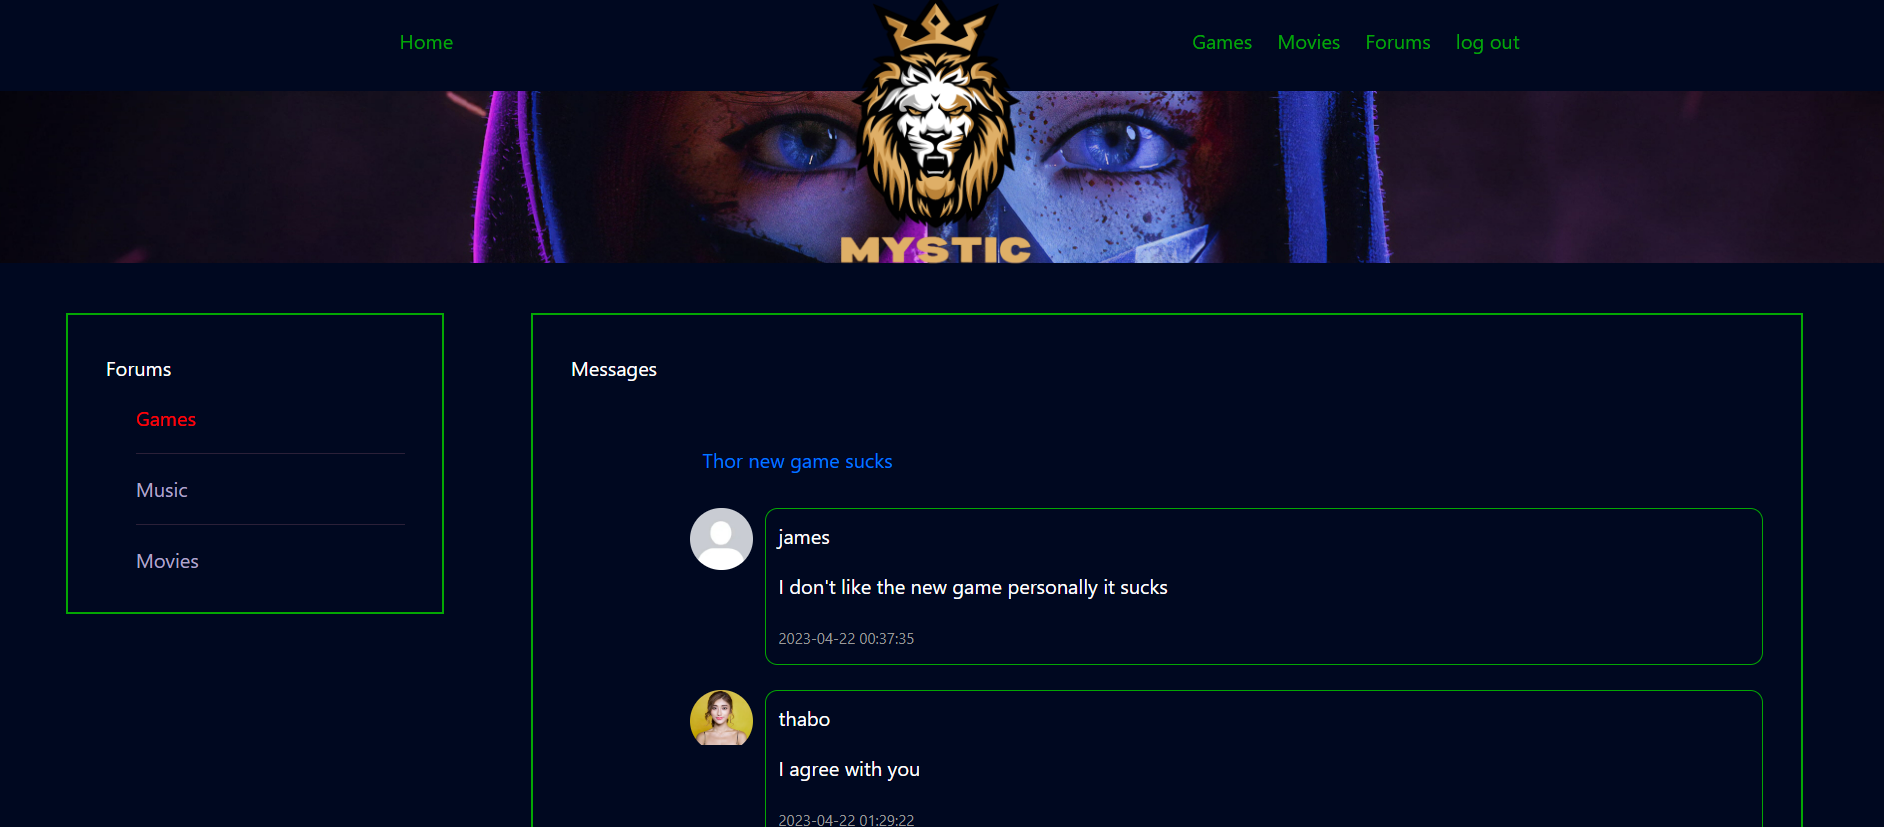 Home
Games Movies Forums log out
MYSTIC
Forums
Games
Music
Movies
Messages
Thor new game sucks
james
I don't like the new game personally it sucks
2023-04-22 00:37:35
thabo
I agree with you
2023-04-22 01:29:22